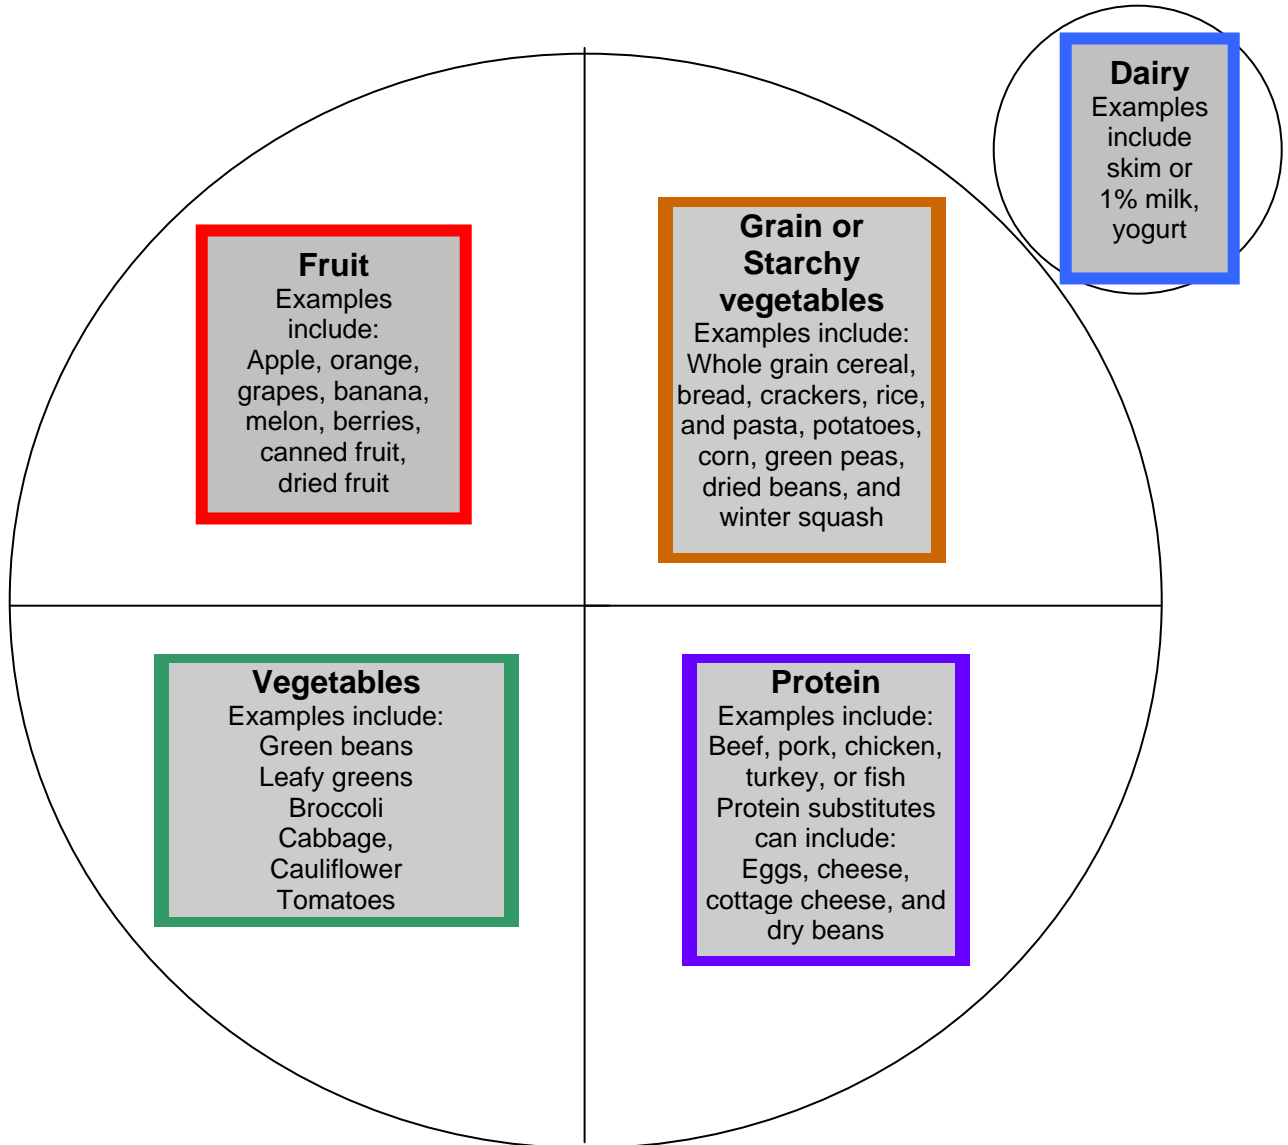 Dairy
Examples
include
skim or
1% milk,
yogurt
Fruit
Examples
include:
Apple, orange,
grapes, banana,
melon, berries,
canned fruit,
dried fruit
Grain or
Starchy
vegetables
Examples include:
Whole grain cereal,
bread, crackers, rice,
and pasta, potatoes,
corn, green peas,
dried beans, and
winter squash
Vegetables
Examples include:
Green beans
Leafy greens
Broccoli
Cabbage,
Cauliflower
Tomatoes
Protein
Examples include:
Beef, pork, chicken,
turkey, or fish
Protein substitutes
can include:
Eggs, cheese,
cottage cheese, and
dry beans